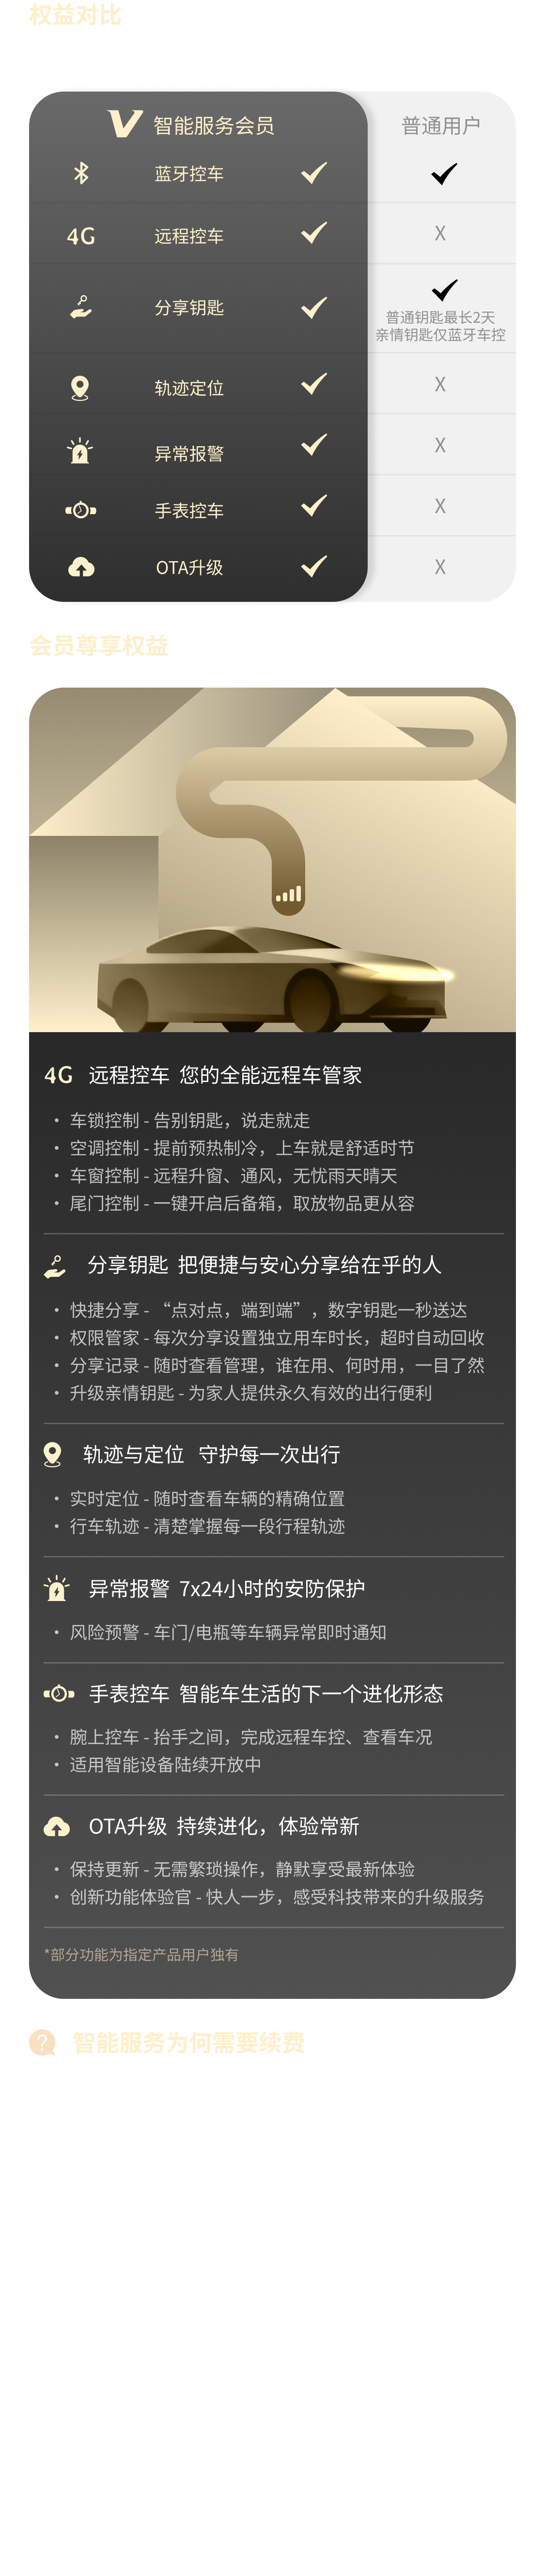 权益对比
V 智能服务会员 普通用户
蓝牙控车
4G 远程控车 X
分享钥匙
普通钥匙最长2天
亲情钥匙仅蓝牙车控
轨迹定位 X
异常报警 X
手表控车 X
OTA升级 X
会员尊享权益
4G 远程控车 您的全能远程车管家
· 车锁控制 - 告别钥匙，说走就走
· 空调控制 - 提前预热制冷，上车就是舒适时节
· 车窗控制 - 远程升窗、通风，无忧雨天晴天
· 尾门控制 - 一键开启后备箱，取放物品更从容
分享钥匙 把便捷与安心分享给在乎的人
· 快捷分享 - “点对点，端到端”，数字钥匙一秒送达
· 权限管家 - 每次分享设置独立用车时长，超时自动回收
· 分享记录 - 随时查看管理，谁在用、何时用，一目了然
· 升级亲情钥匙 - 为家人提供永久有效的出行便利
轨迹与定位 守护每一次出行
· 实时定位 - 随时查看车辆的精确位置
· 行车轨迹 - 清楚掌握每一段行程轨迹
异常报警 7x24小时的安防保护
· 风险预警 - 车门/电瓶等车辆异常即时通知
手表控车 智能车生活的下一个进化形态
· 腕上控车 - 抬手之间，完成远程车控、查看车况
· 适用智能设备陆续开放中
OTA升级 持续进化，体验常新
· 保持更新 - 无需繁琐操作，静默享受最新体验
· 创新功能体验官 - 快人一步，感受科技带来的升级服务
*部分功能为指定产品用户独有
? 智能服务为何需要续费